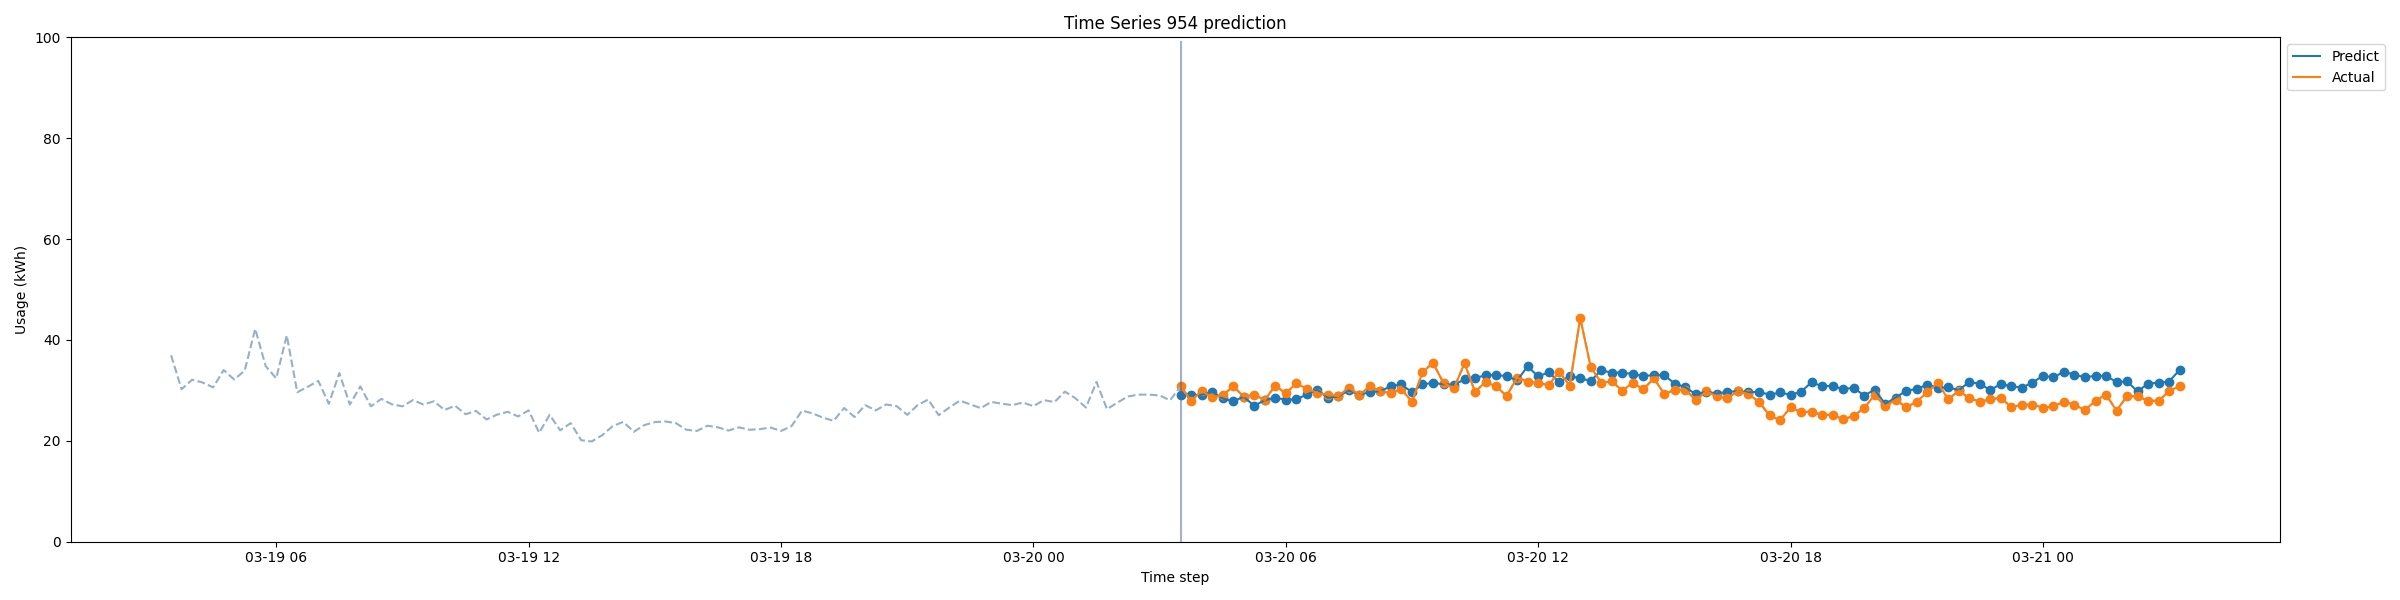 Time Series 954 prediction
Predict
Actual
Usage (kWh)
100
80
60
40
20
0
03-19 06
03-19 12
03-19 18
03-20 00
03-20 06
03-20 12
03-20 18
03-21 00
Time step